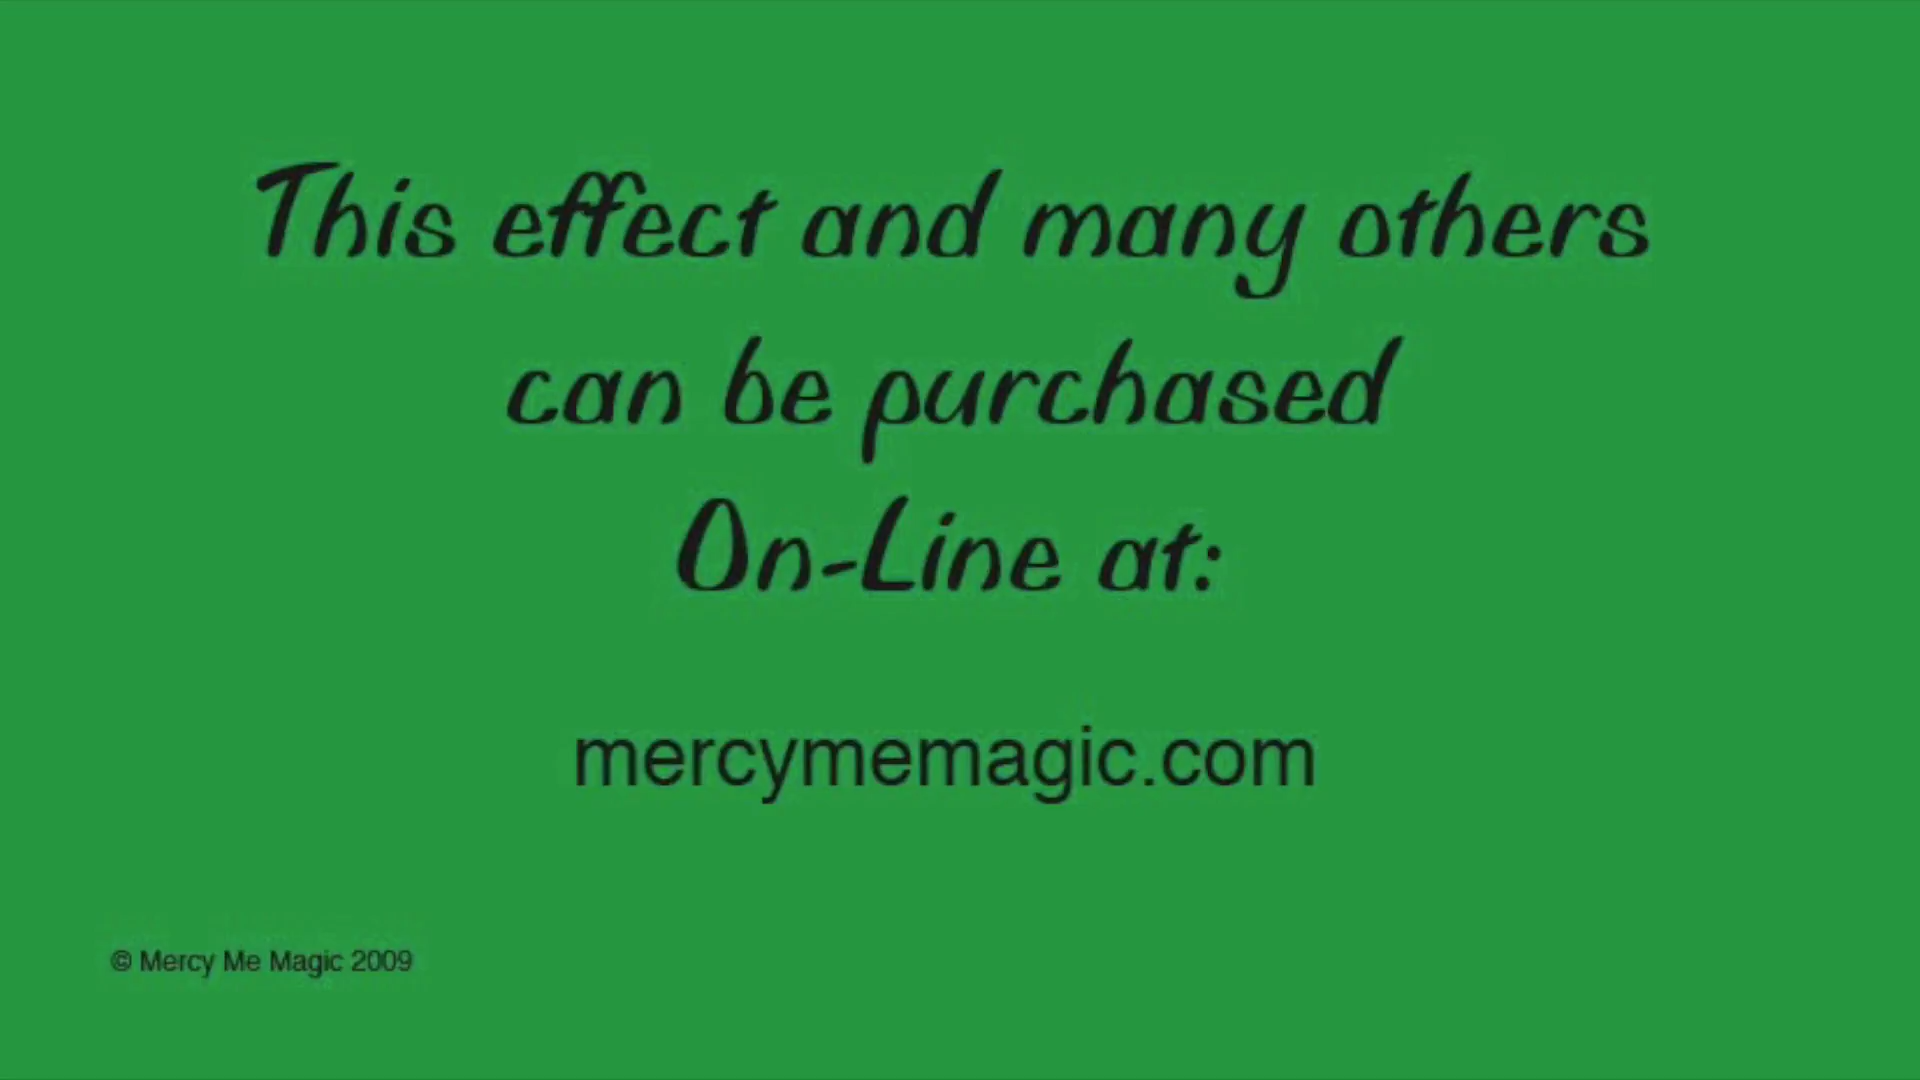 This effect and many others
can be purchased
On-Line at:
mercymemagic.com
© Mercy Me Magic 2009